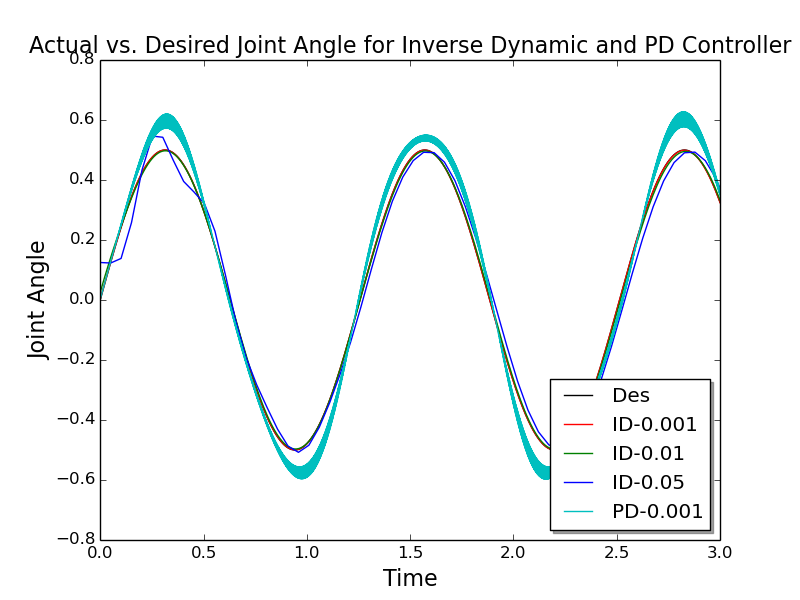 Actual vs. Desired Joint Angle for Inverse Dynamic and PD Controller
0.8
0.6
0.4
0.2
0.0
−0.2
−0.4
−0.6
−0.8
Joint Angle
Des
ID-0.001
ID-0.01
ID-0.05
PD-0.001
0.0 0.5 1.0 1.5 2.0 2.5 3.0
Time